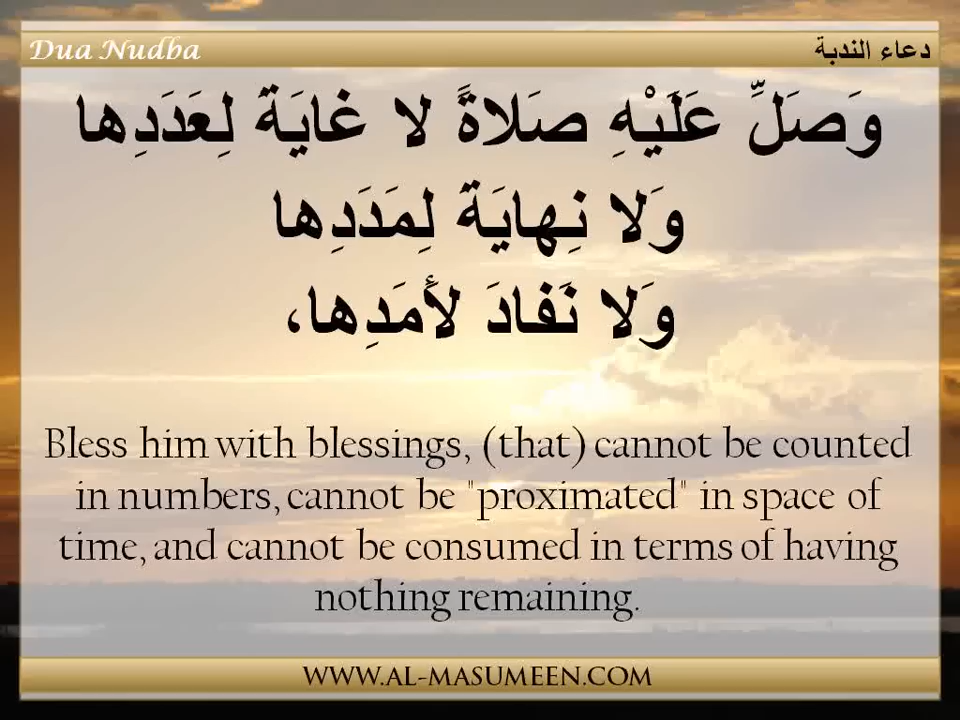 Dua Nudba
دعاء الندبة
وَصَلِّ عَلَيْهِ صَلاةً لا غايَةَ لِعَدَدِها
وَلا نِهايَةَ لِمَدَدِها
وَلا نَفادَ لأَمَدِها،
Bless him with blessings, (that) cannot be counted
in numbers, cannot be "proximated" in space of
time, and cannot be consumed in terms of having
nothing remaining.
WWW.AL-MASUMEEN.COM